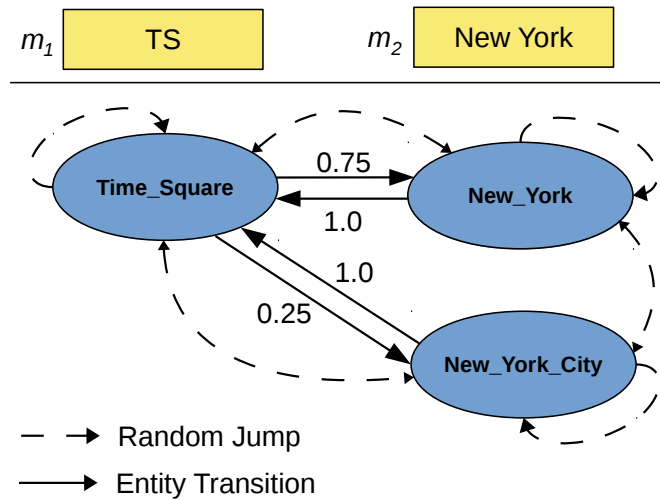 m1 TS m2 New York
Time_Square
0.75
New_York
1.0
1.0
0.25
New_York_City
Random Jump
Entity Transition